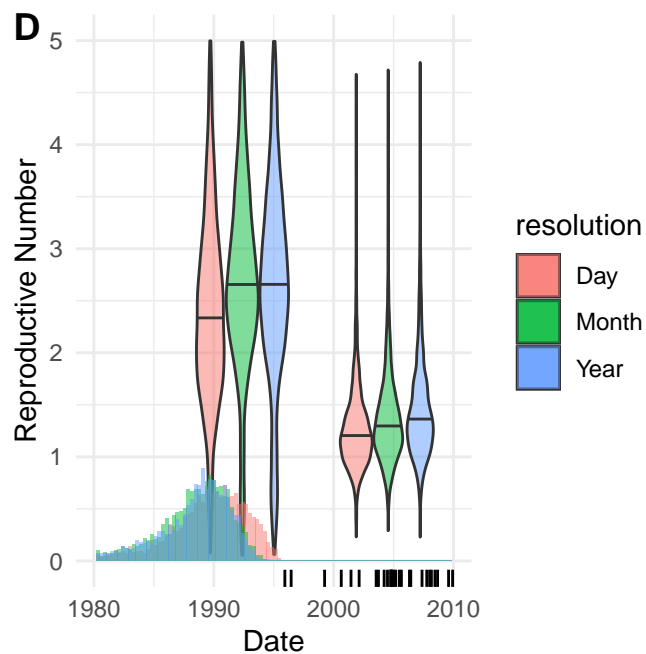 D
5
4
3
2
1
0
Reproductive Number
1980
1990
2000
2010
Date
resolution
Day
Month
Year